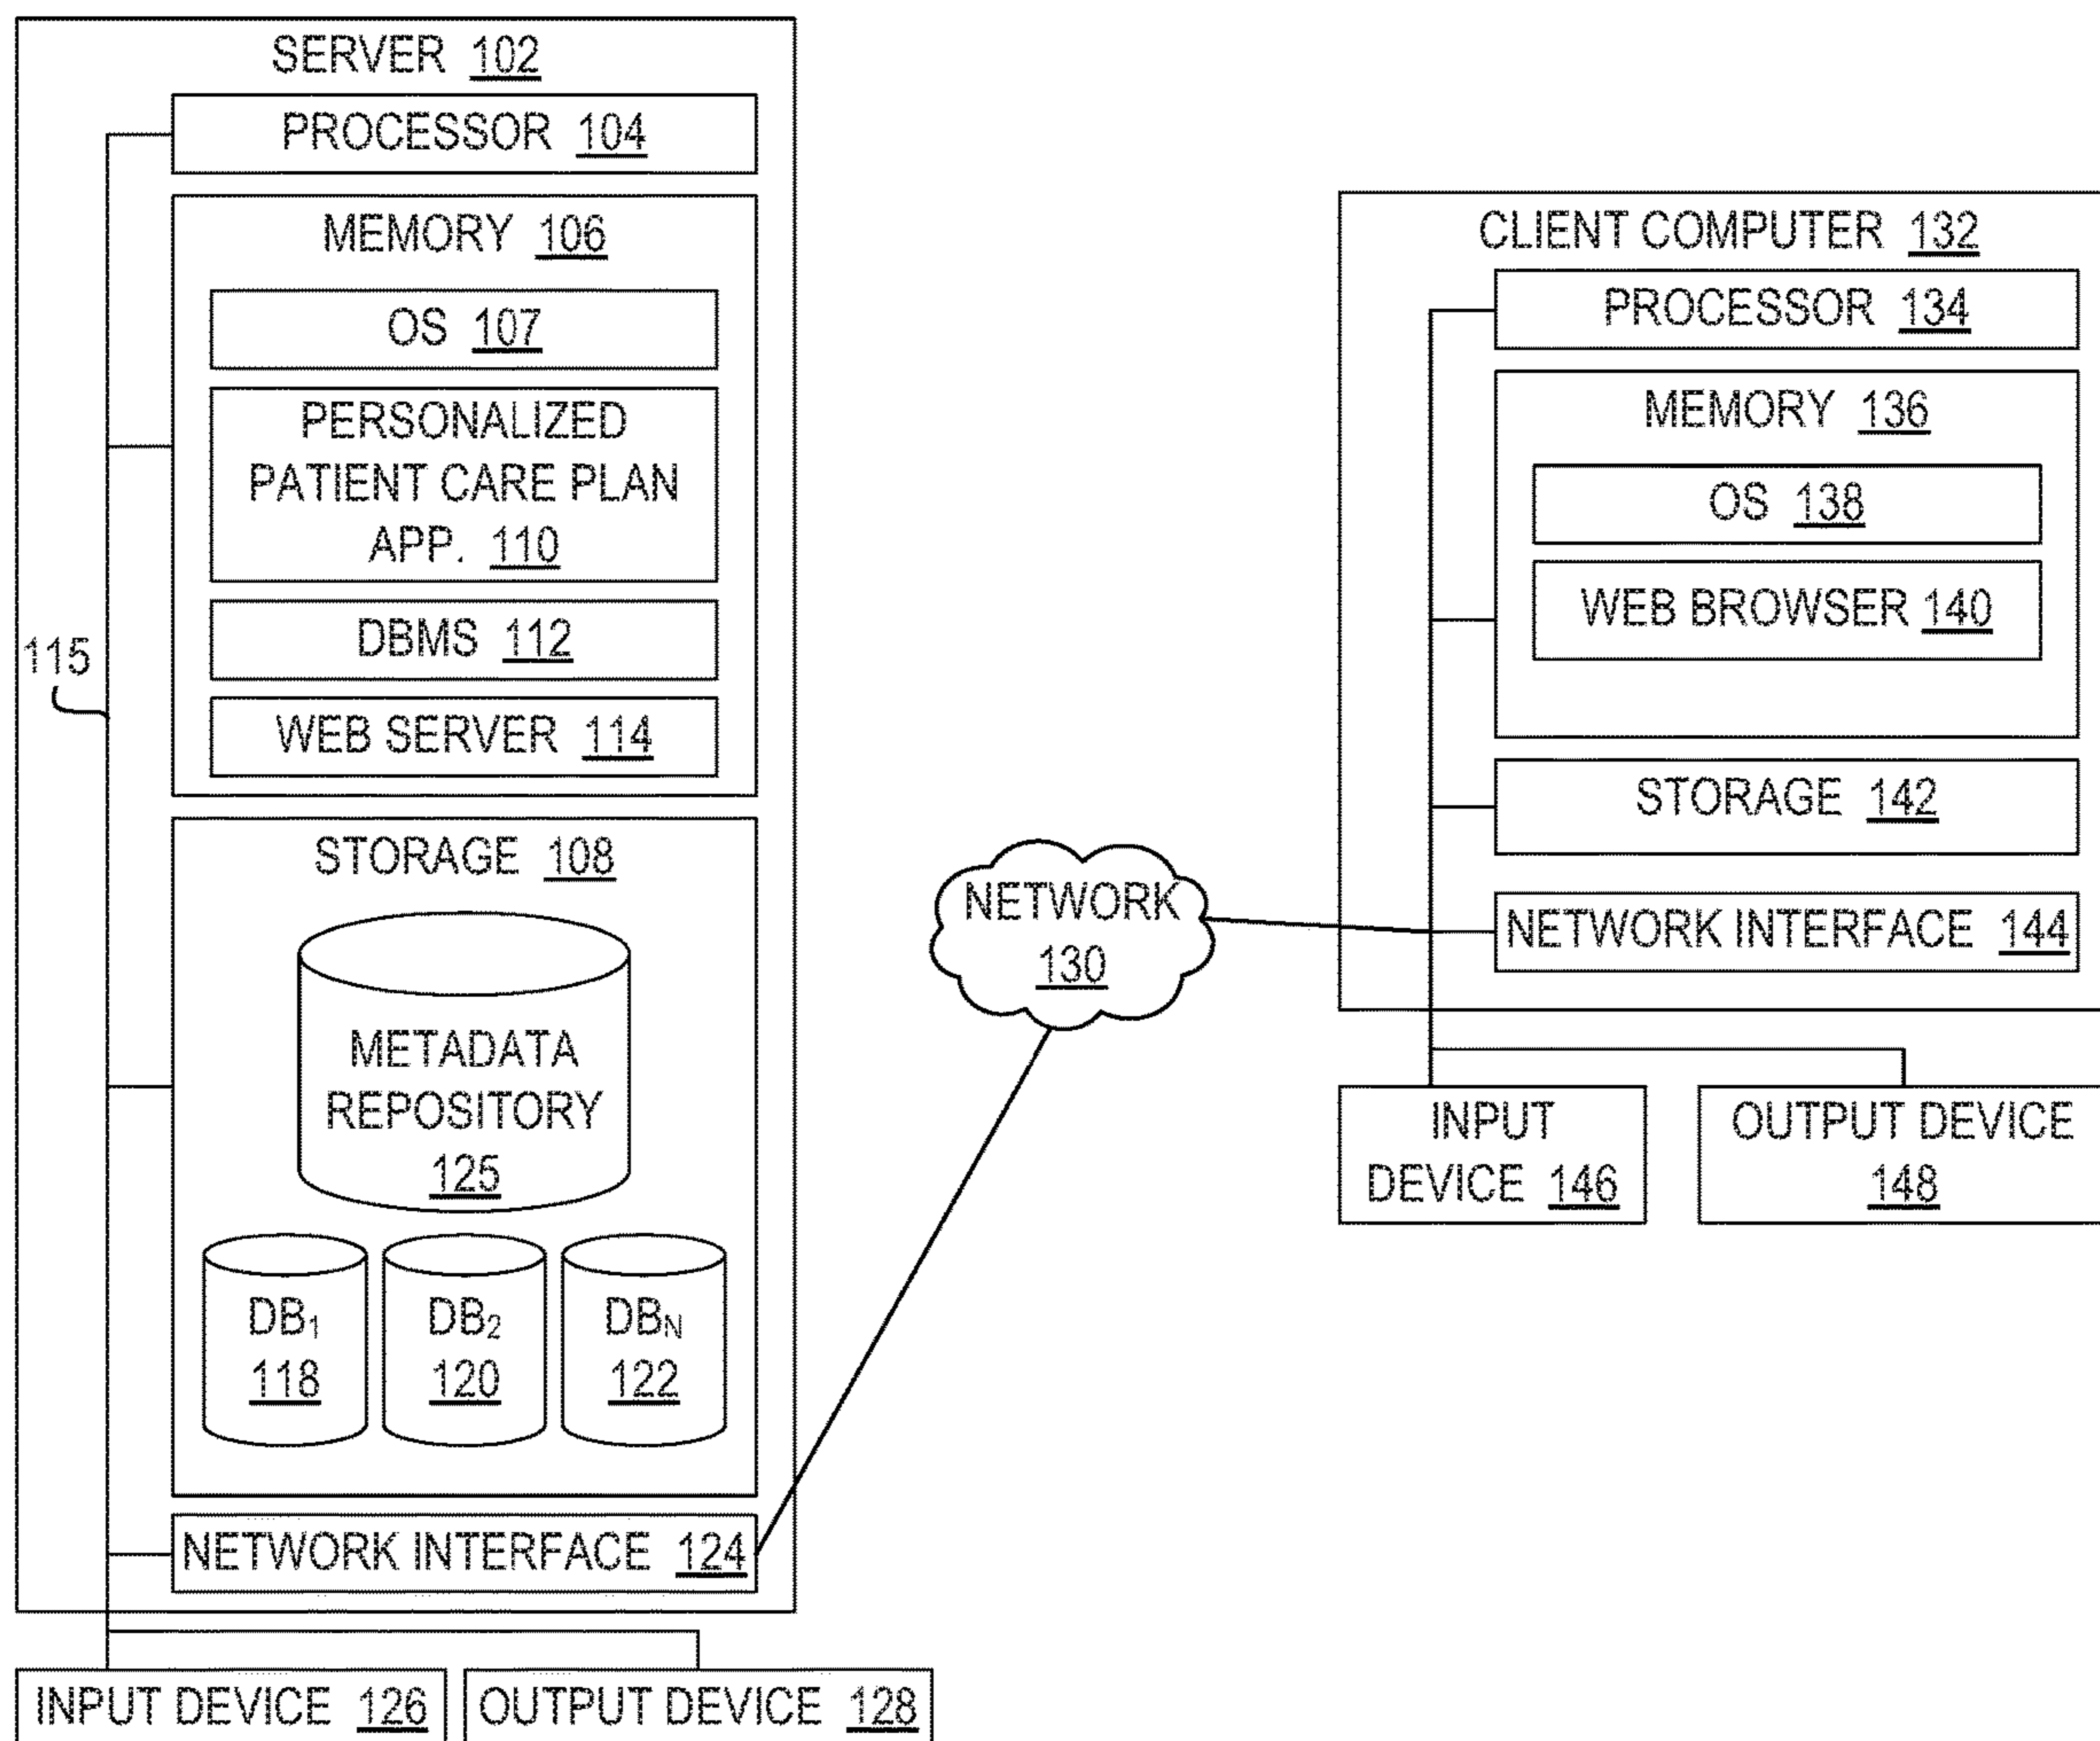 SERVER 102
PROCESSOR 104
MEMORY 106
OS 107
PERSONALIZED
PATIENT CARE PLAN
APP. 110
DBMS 112
WEB SERVER 114
115
STORAGE 108
METADATA
REPOSITORY
125
DB1
118
DB2
120
DBN
122
NETWORK INTERFACE 124
INPUT DEVICE 126
OUTPUT DEVICE 128
NETWORK
130
CLIENT COMPUTER 132
PROCESSOR 134
MEMORY 136
OS 138
WEB BROWSER 140
STORAGE 142
NETWORK INTERFACE 144
INPUT
DEVICE 146
OUTPUT DEVICE
148